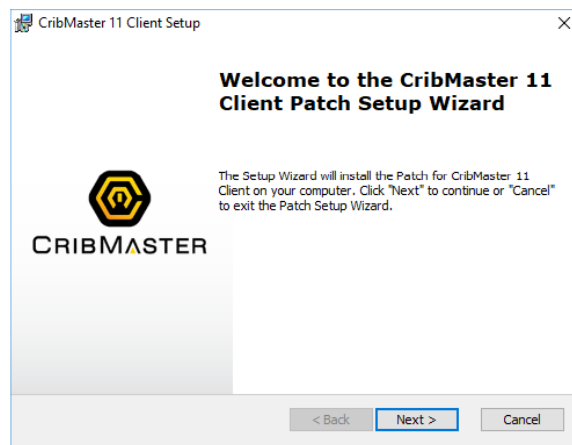 CribMaster 11 Client Setup
Welcome to the CribMaster 11
Client Patch Setup Wizard
The Setup Wizard will install the Patch for CribMaster 11
Client on your computer. Click "Next" to continue or "Cancel"
to exit the Patch Setup Wizard.
CRIBMASTER
< Back
Next >
Cancel